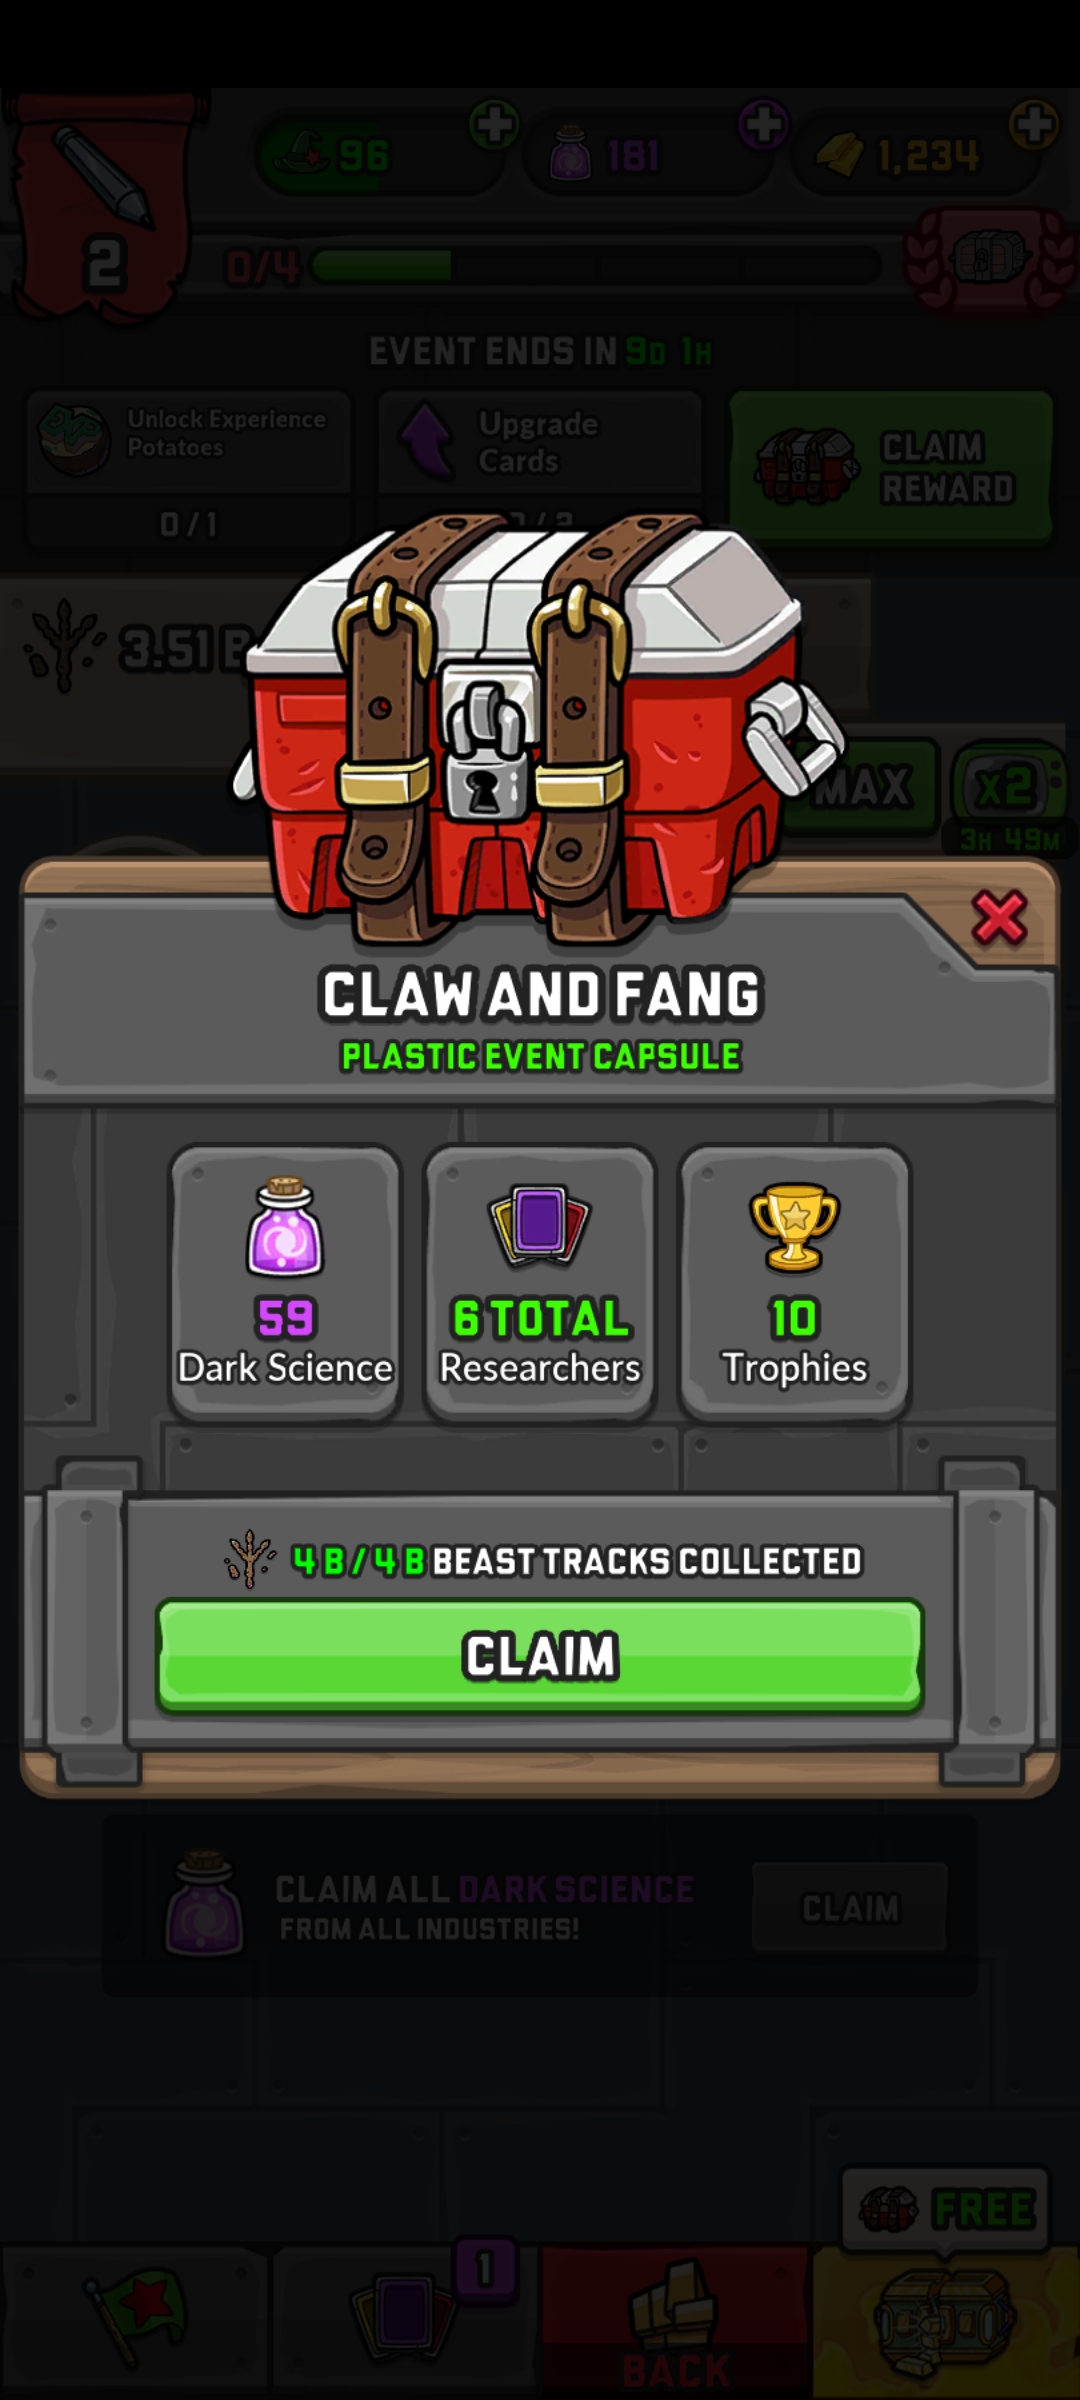 96
181
1,234
2
0/4
EVENT ENDS IN 9D 1H
Unlock Experience
Potatoes
0/1
Upgrade
Cards
CLAIM
REWARD
3.51 B
MAX
x2
3H 49M
CLAW AND FANG
PLASTIC EVENT CAPSULE
59
Dark Science
6 TOTAL
Researchers
10
Trophies
4 B / 4 B BEAST TRACKS COLLECTED
CLAIM
CLAIM ALL DARK SCIENCE
FROM ALL INDUSTRIES!
CLAIM
FREE
1
BACK